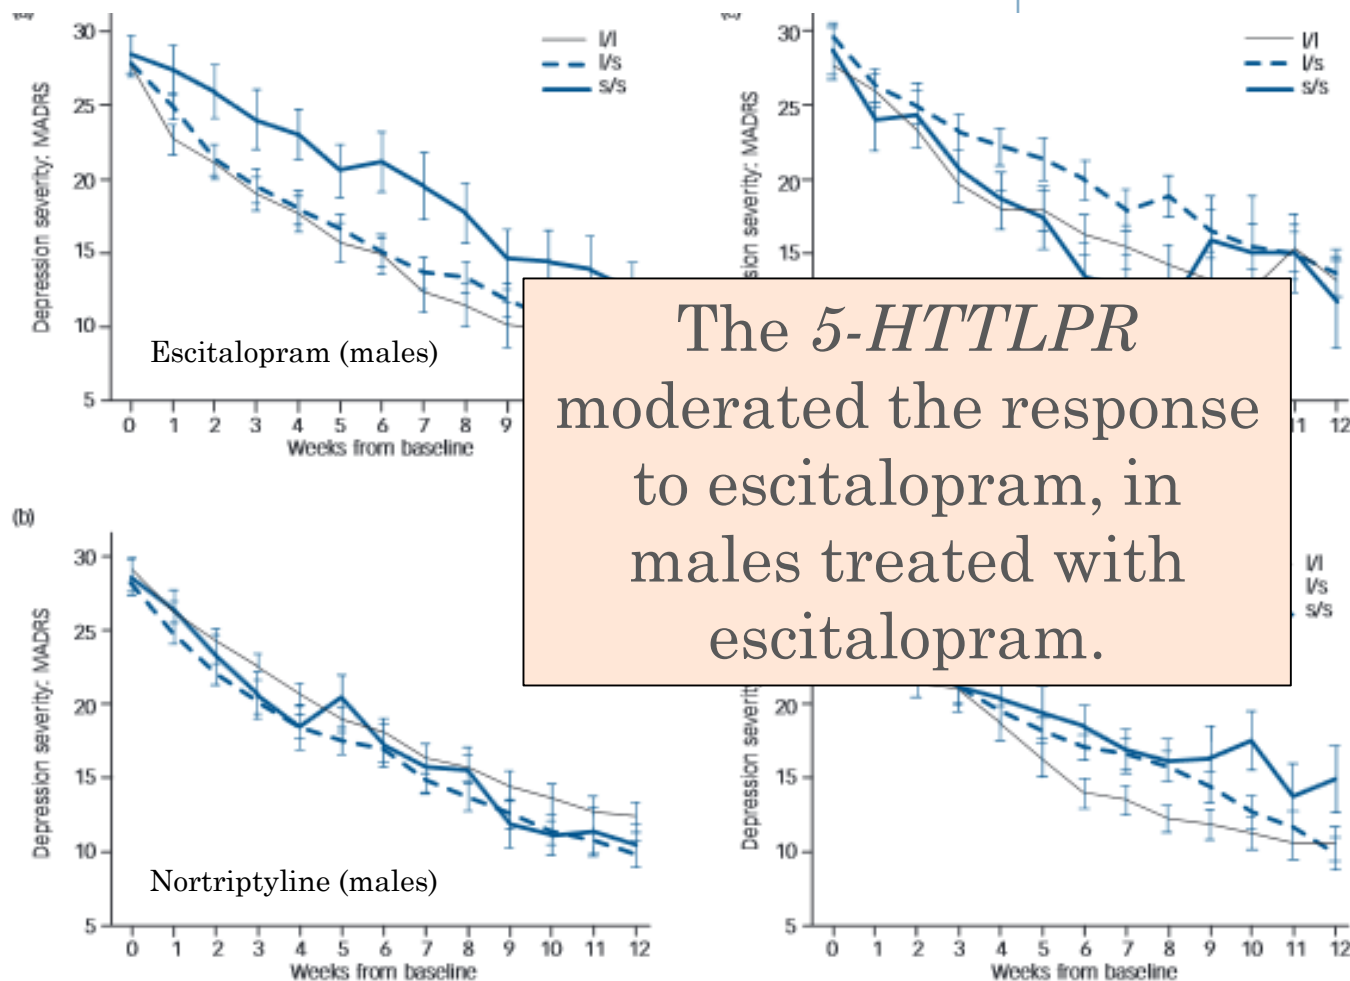 30
25
20
15
10
5
Depression severity: MADRS
l/l
l/s
s/s
Escitalopram (males)
0 1 2 3 4 5 6 7 8 9
Weeks from baseline
(c)
30
25
20
15
sion severity: MADRS
l/l
l/s
s/s
11 12
The 5-HTTLPR
moderated the response
to escitalopram, in
males treated with
escitalopram.
(b)
30
25
20
15
10
5
Depression severity: MADRS
Nortriptyline (males)
0 1 2 3 4 5 6 7 8 9 10 11 12
Weeks from baseline
l/l
l/s
s/s
20
15
10
5
Depression severity
0 1 2 3 4 5 6 7 8 9 10 11 12
Weeks from baseline